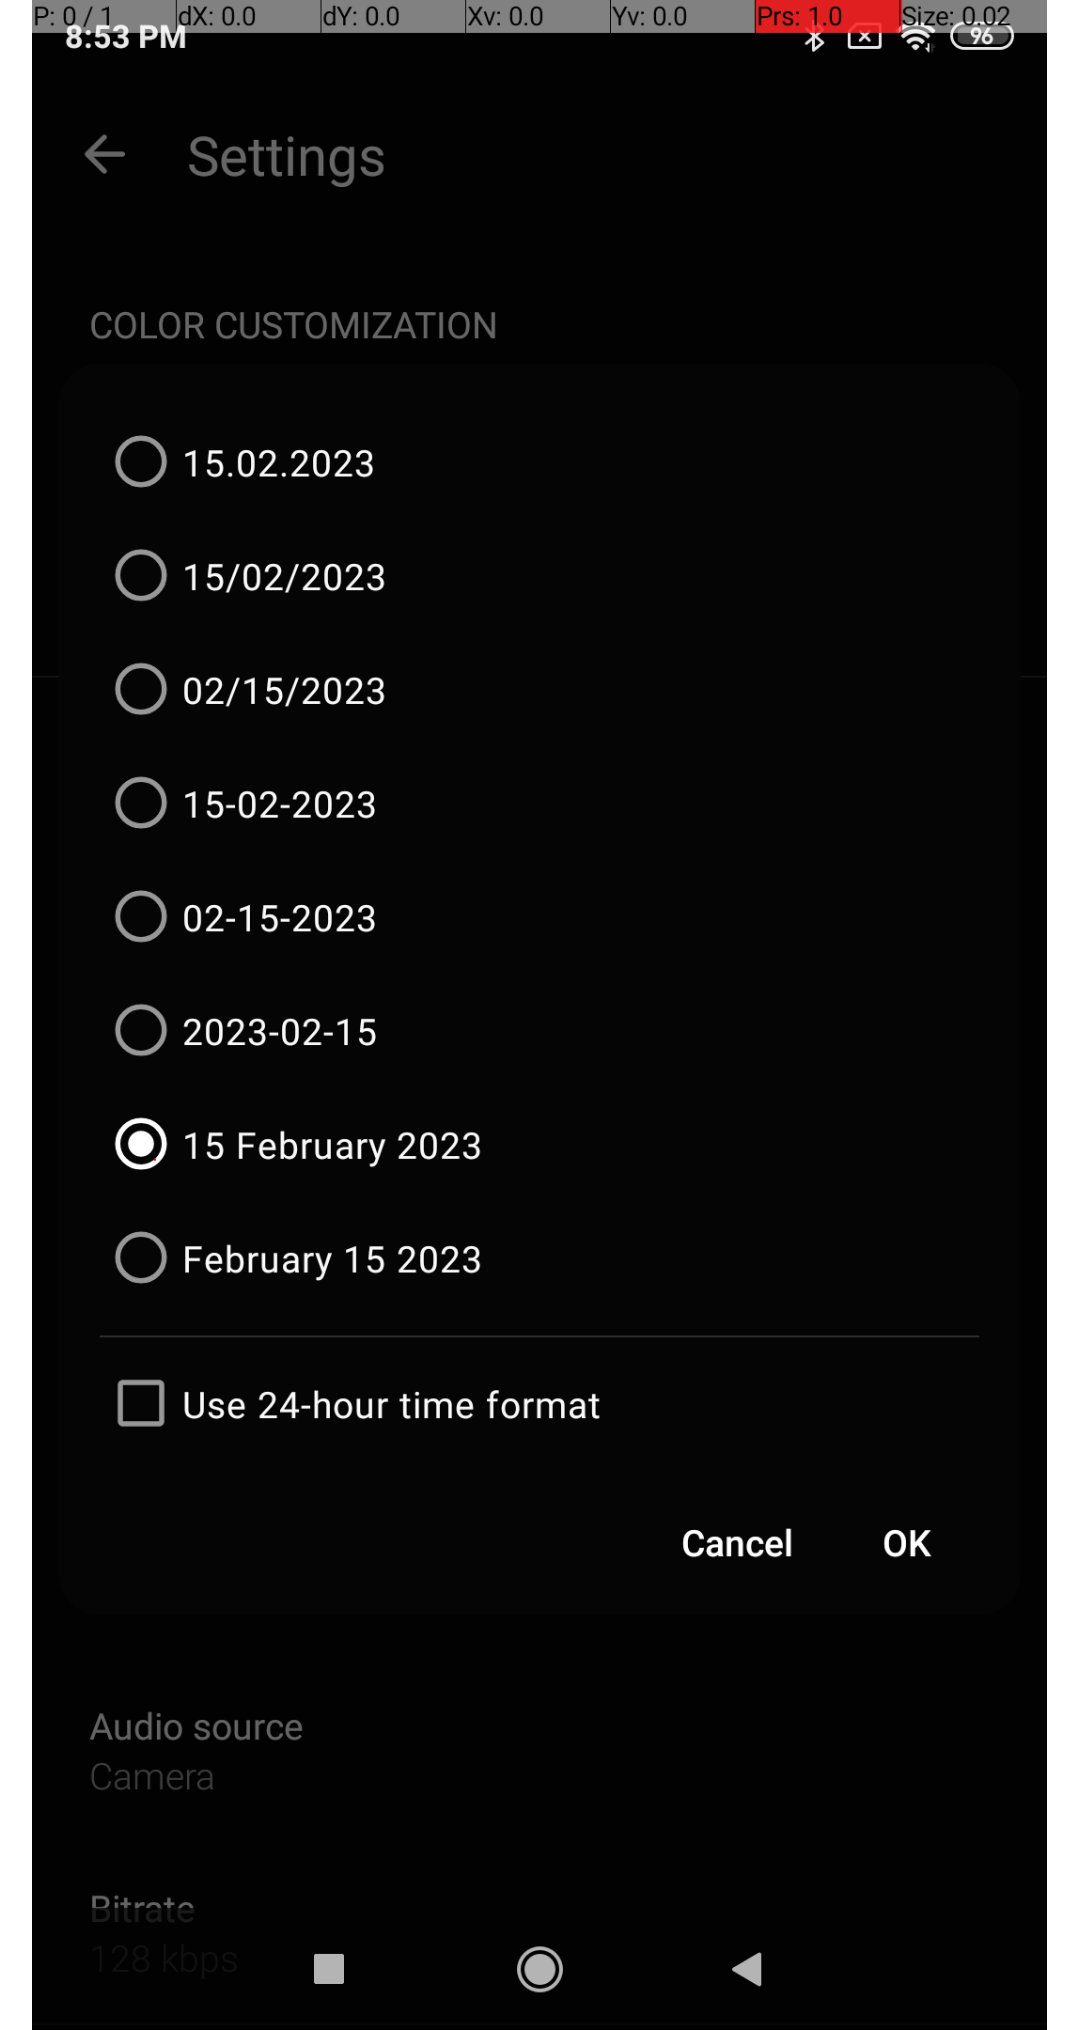 P: 0 / 1 dX: 0.0 dY: 0.0 Xv: 0.0 Yv: 0.0 Prs: 1.0 Size: 0.02
8:53 PM 96
Settings
COLOR CUSTOMIZATION
15.02.2023
15/02/2023
02/15/2023
15-02-2023
02-15-2023
2023-02-15
15 February 2023
February 15 2023
Use 24-hour time format
Cancel OK
Audio source
Camera
Bitrate
128 kbps